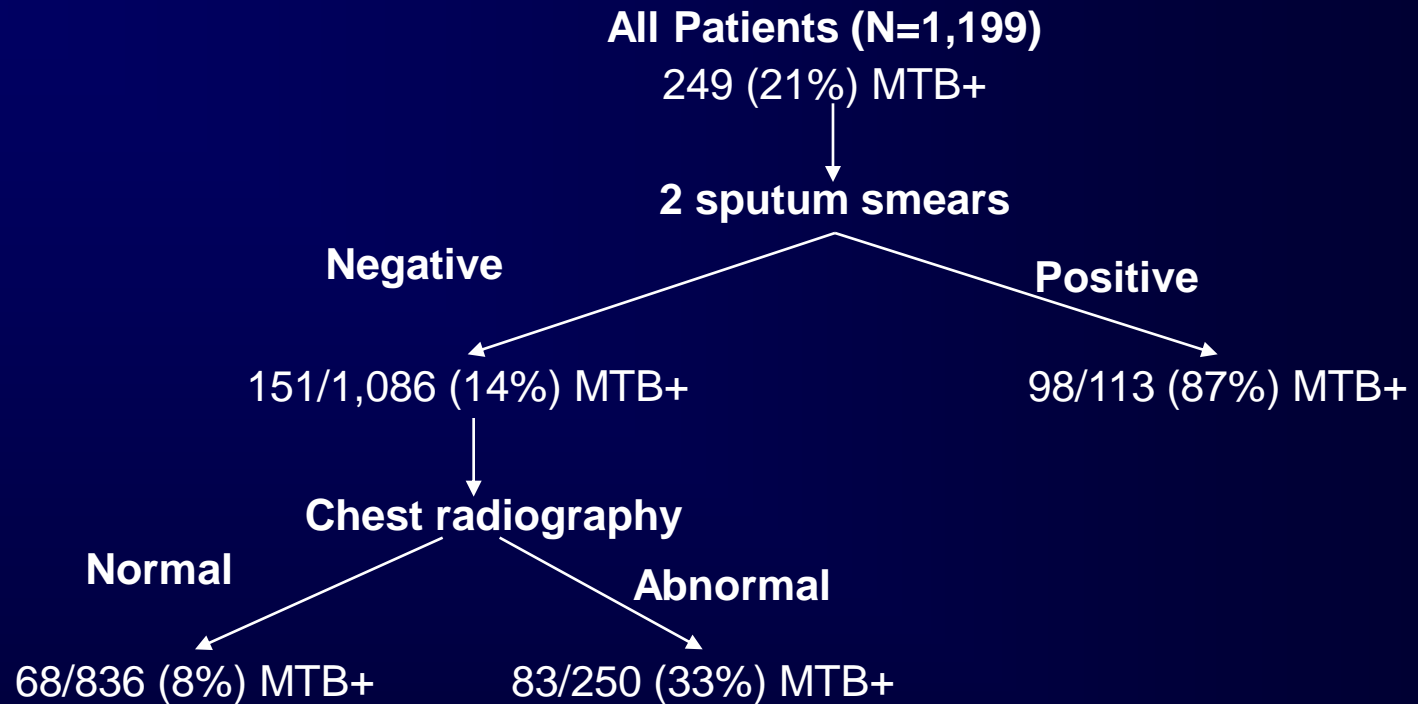 All Patients (N=1,199)
249 (21%) MTB+
2 sputum smears
Negative
Positive
151/1,086 (14%) MTB+
98/113 (87%) MTB+
Chest radiography
Normal
Abnormal
68/836 (8%) MTB+
83/250 (33%) MTB+